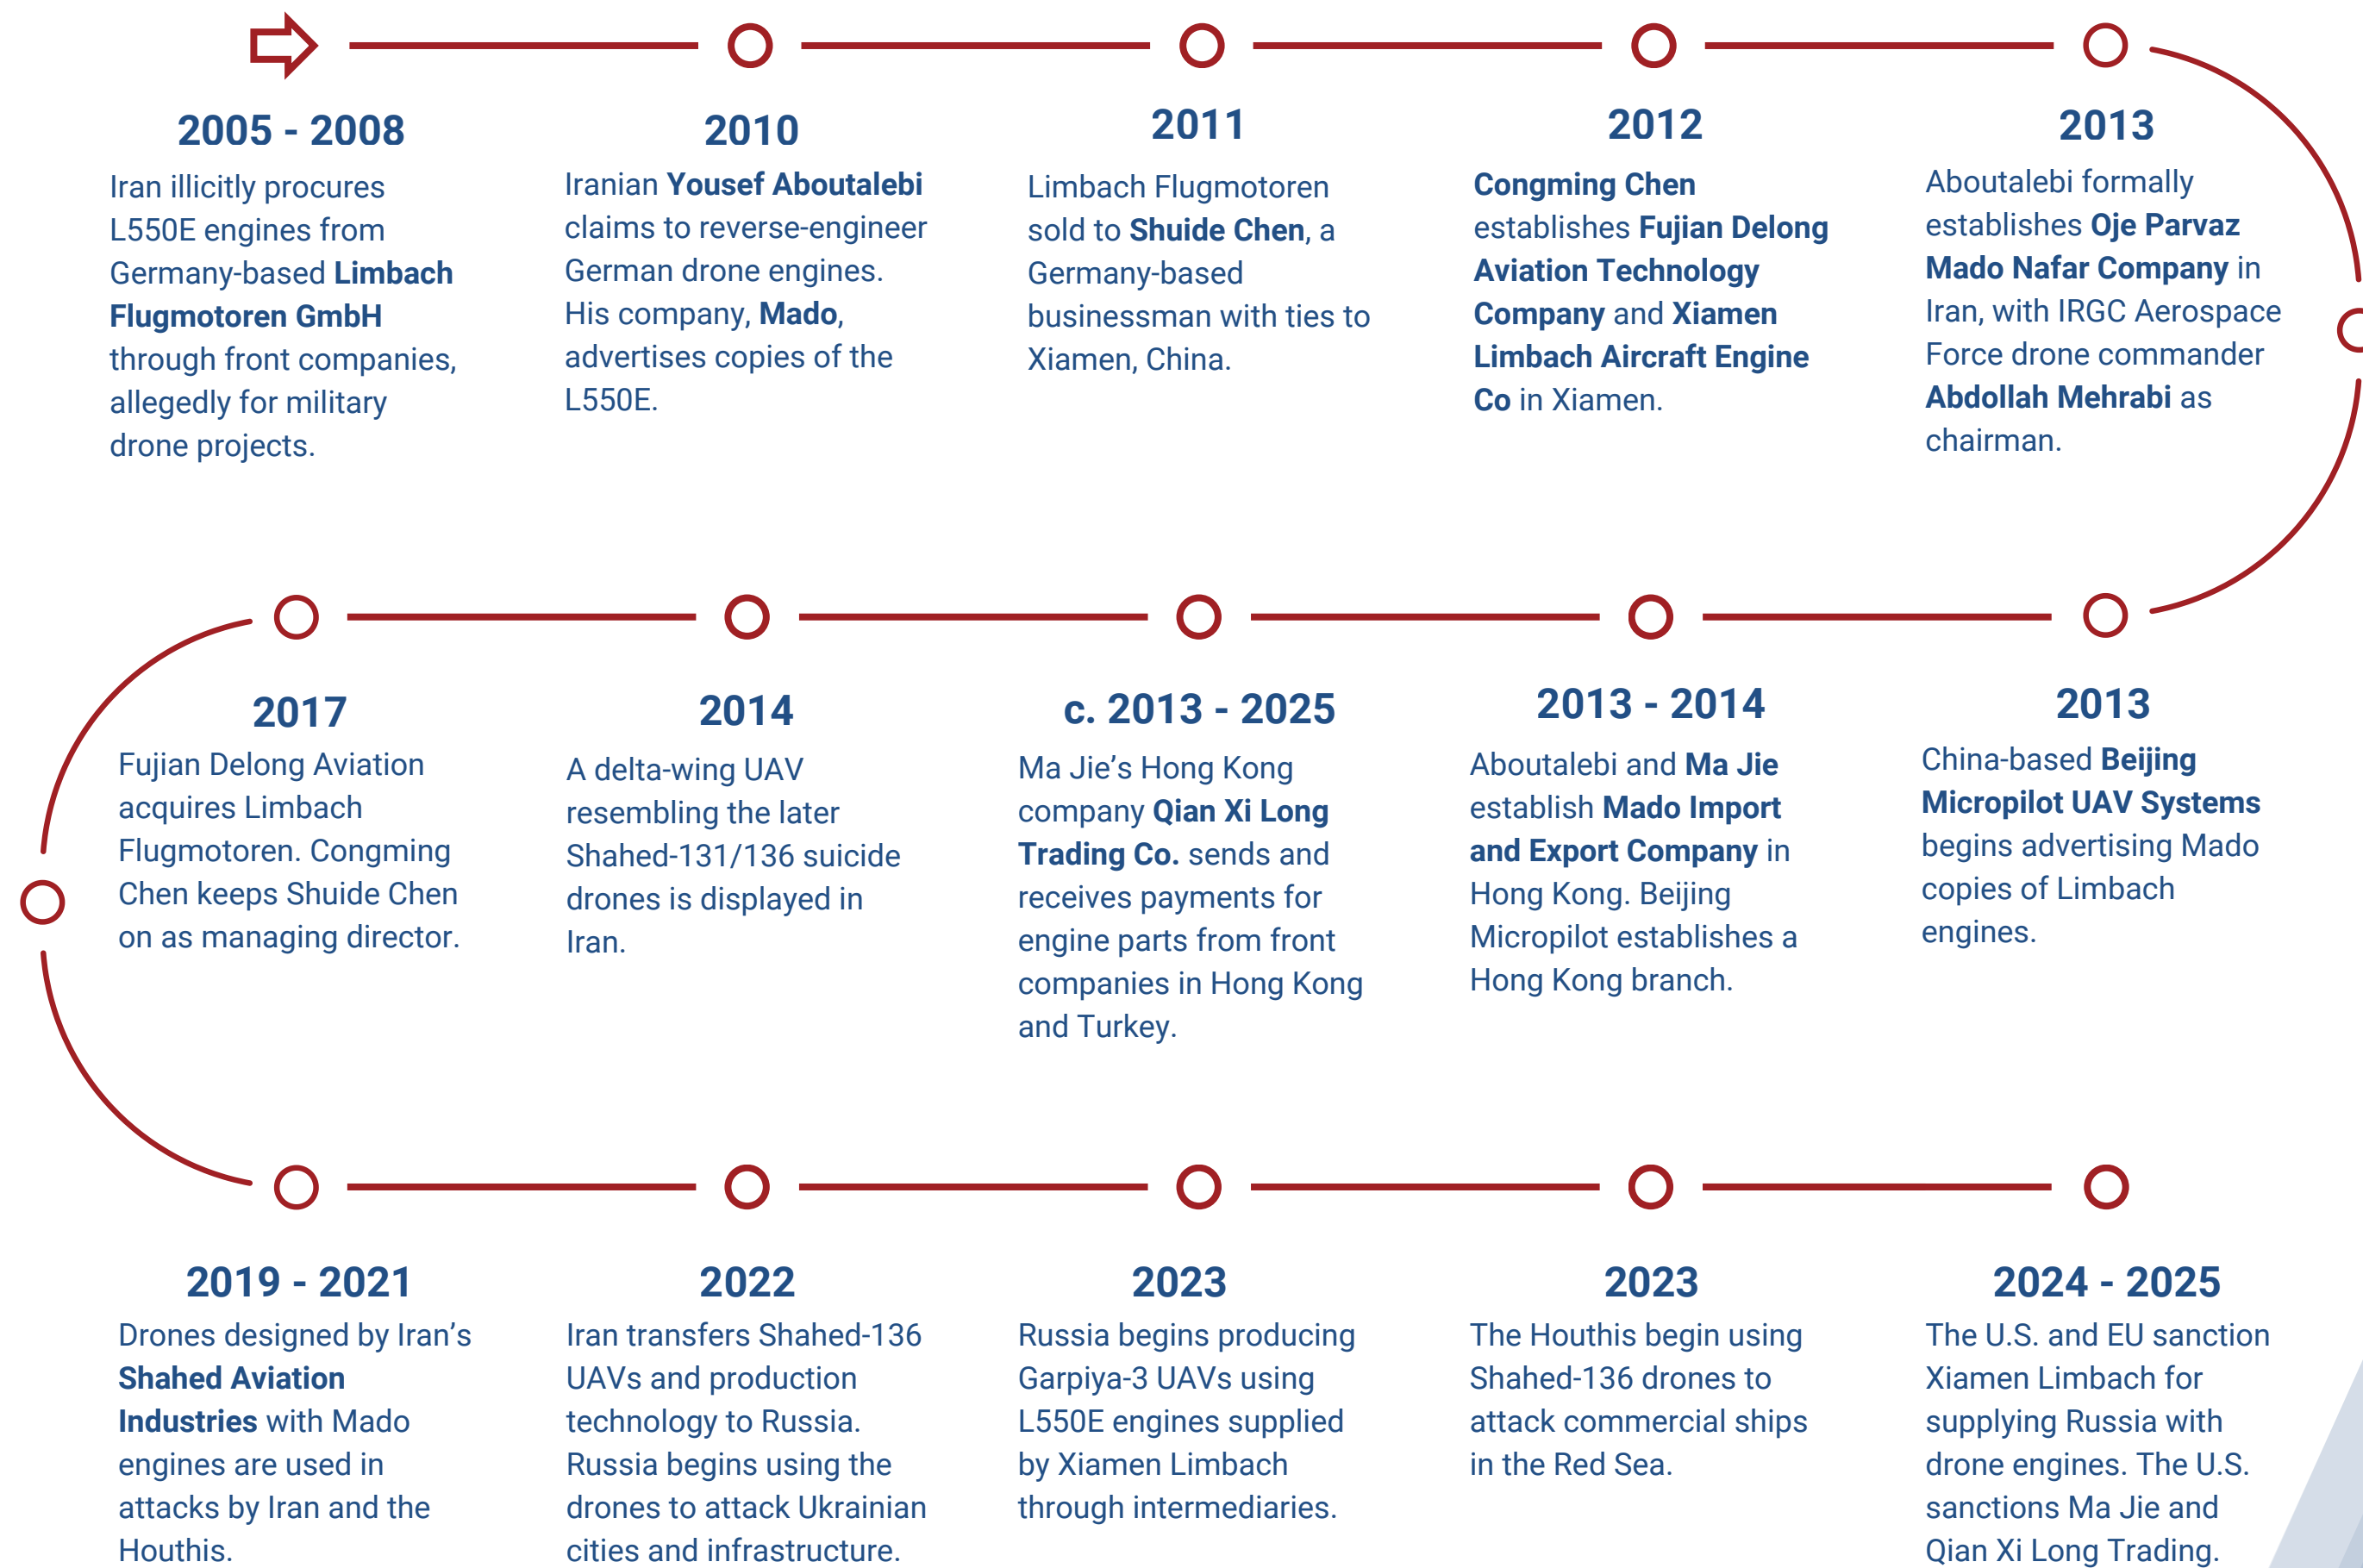 2005 - 2008
Iran illicitly procures
L550E engines from
Germany-based Limbach
Flugmotoren GmbH
through front companies,
allegedly for military
drone projects.
2010
Iranian Yousef Aboutalebi
claims to reverse-engineer
German drone engines.
His company, Mado,
advertises copies of the
L550E.
2011
Limbach Flugmotoren
sold to Shuide Chen, a
Germany-based
businessman with ties to
Xiamen, China.
2012
Congming Chen
establishes Fujian Delong
Aviation Technology
Company and Xiamen
Limbach Aircraft Engine
Co in Xiamen.
2013
Aboutalebi formally
establishes Oje Parvaz
Mado Nafar Company in
Iran, with IRGC Aerospace
Force drone commander
Abdollah Mehrabi as
chairman.
2013
China-based Beijing
Micropilot UAV Systems
begins advertising Mado
copies of Limbach
engines.
2013 - 2014
Aboutalebi and Ma Jie
establish Mado Import
and Export Company in
Hong Kong. Beijing
Micropilot establishes a
Hong Kong branch.
c. 2013 - 2025
Ma Jie’s Hong Kong
company Qian Xi Long
Trading Co. sends and
receives payments for
engine parts from front
companies in Hong Kong
and Turkey.
2014
A delta-wing UAV
resembling the later
Shahed-131/136 suicide
drones is displayed in
Iran.
2017
Fujian Delong Aviation
acquires Limbach
Flugmotoren. Congming
Chen keeps Shuide Chen
on as managing director.
2019 - 2021
Drones designed by Iran’s
Shahed Aviation
Industries with Mado
engines are used in
attacks by Iran and the
Houthis.
2022
Iran transfers Shahed-136
UAVs and production
technology to Russia.
Russia begins using the
drones to attack Ukrainian
cities and infrastructure.
2023
Russia begins producing
Garpiya-3 UAVs using
L550E engines supplied
by Xiamen Limbach
through intermediaries.
2023
The Houthis begin using
Shahed-136 drones to
attack commercial ships
in the Red Sea.
2024 - 2025
The U.S. and EU sanction
Xiamen Limbach for
supplying Russia with
drone engines. The U.S.
sanctions Ma Jie and
Qian Xi Long Trading.